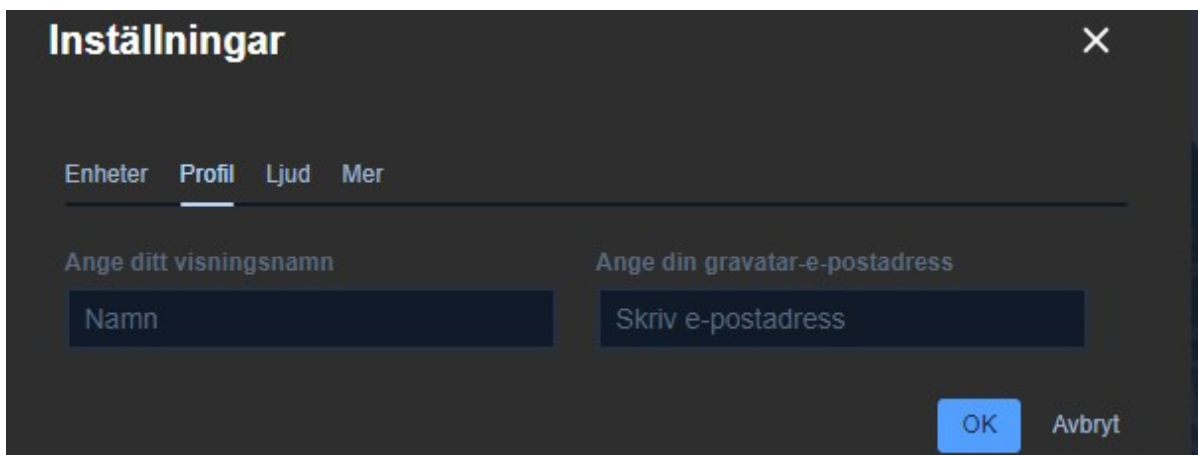 Inställningar
Enheter Profil Ljud Mer
Ange ditt visningsnamn Ange din gravatar-e-postadress
Namn Skriv e-postadress
OK Avbryt